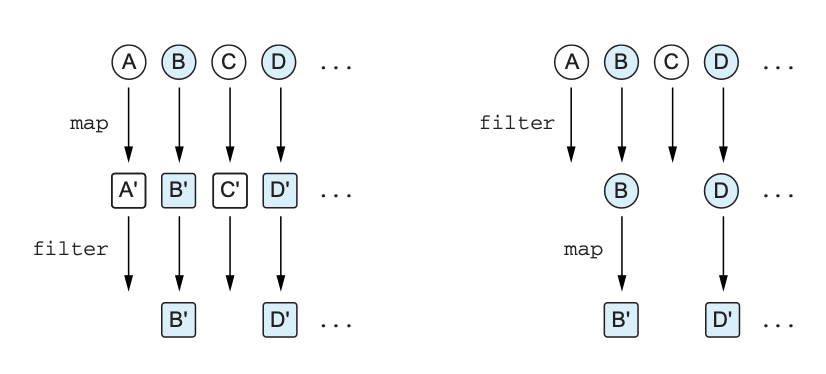 A B C D ... A B C D ...
map filter
A' B' C' D' ... B D ...
filter map
B' D' ... B' D' ...